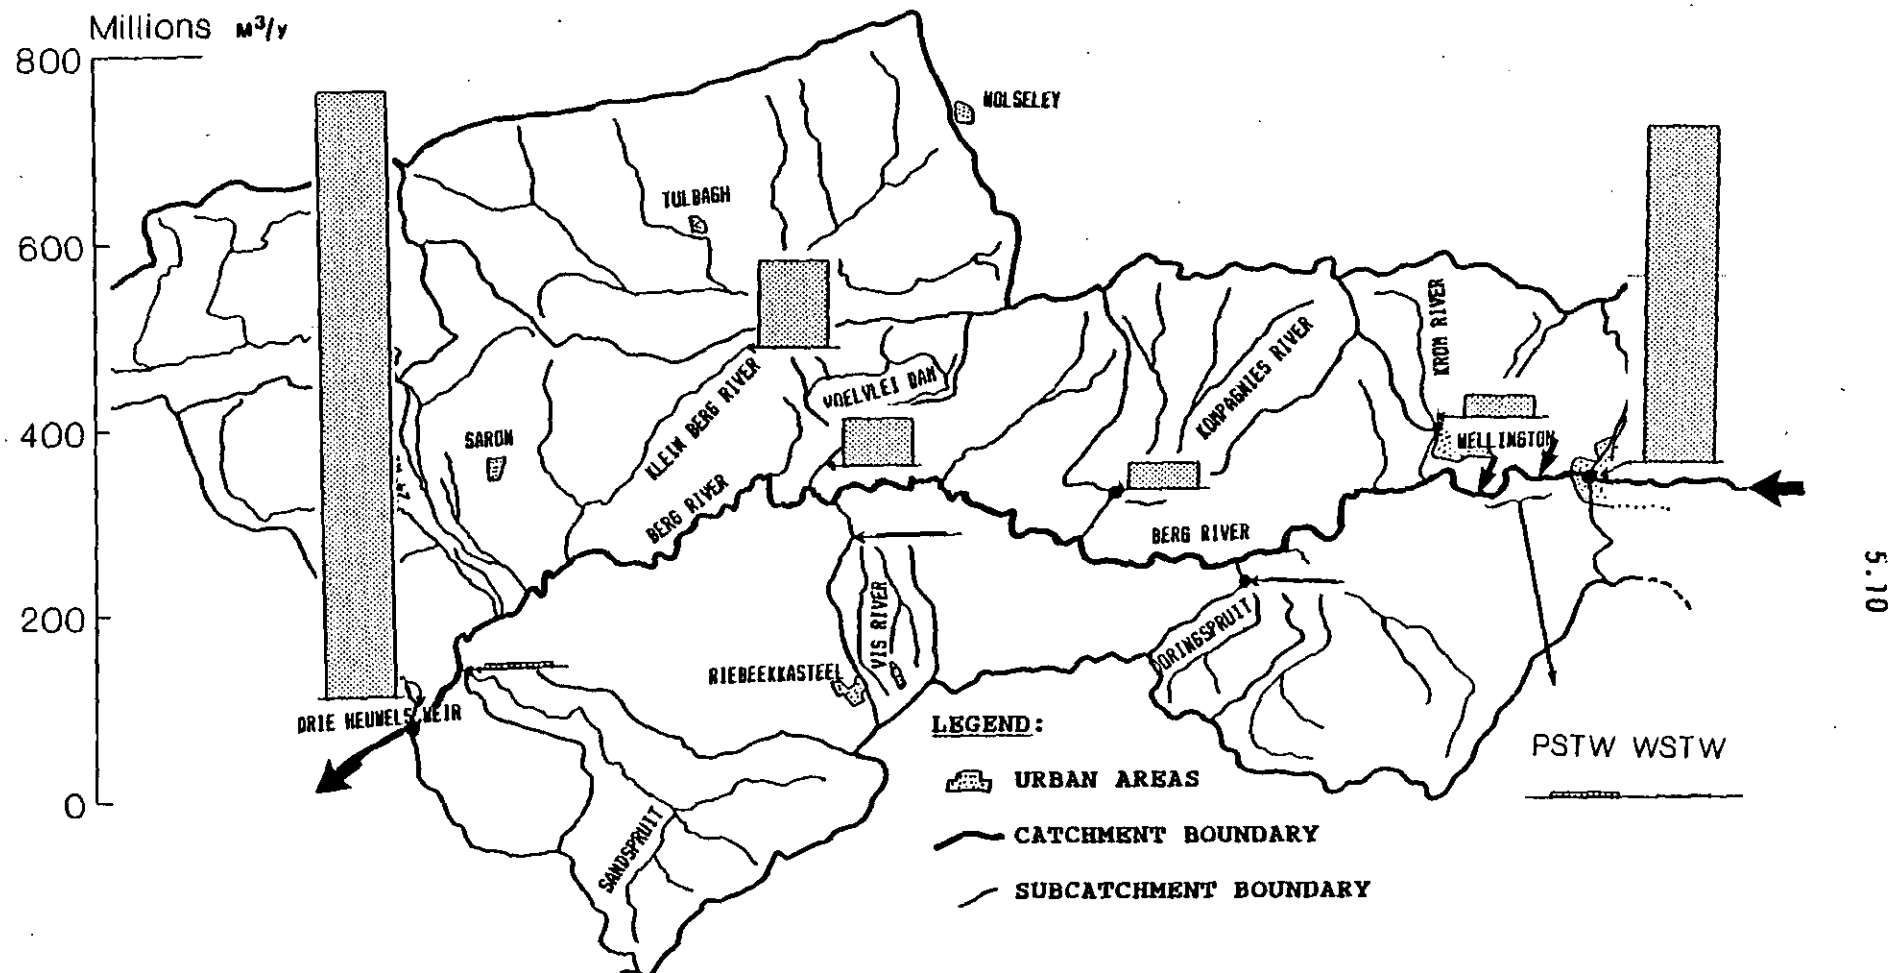 Millions M³/Y
800
600
400
200
0
WOLSELEY
TULBAGH
KROM RIVER
KOMPAGNIES RIVER
VOELVLEI DAM
KLEIN BERG RIVER
SARON
WELLINGTON
BERG RIVER
BERG RIVER
VIS RIVER
DORINGSPRUIT
RIEBEEKKASTEEL
DRIE HEUWELS WEIR
SANDSPRUIT
PSTW WSTW
LEGEND:
URBAN AREAS
CATCHMENT BOUNDARY
SUBCATCHMENT BOUNDARY
5.10